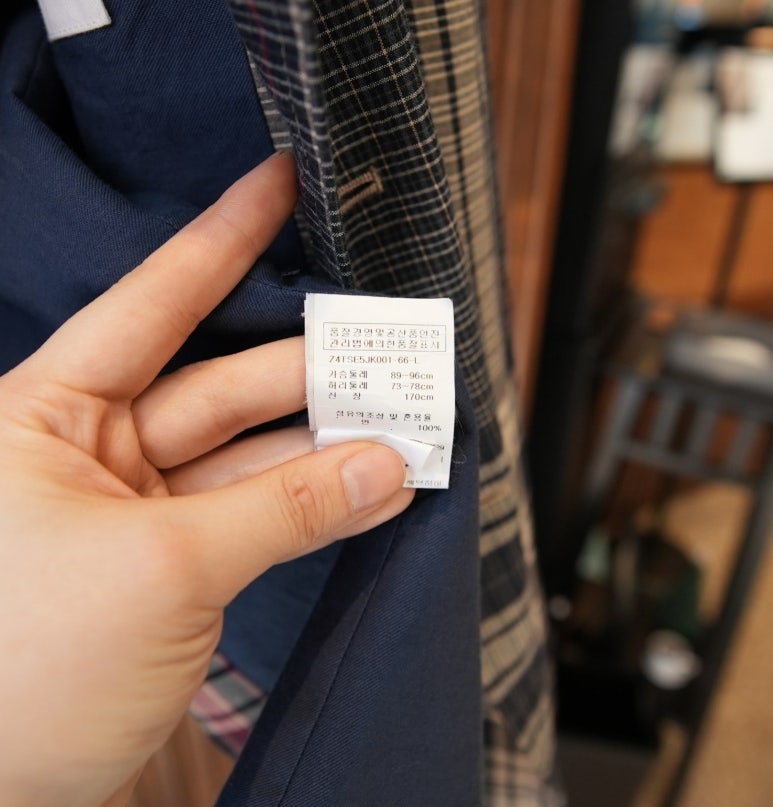 품질경영및공산품안전
관리법에의한품질표시
Z4TSE5JK001-66-L
가슴둘레 89-96cm
허리둘레 73-78cm
신 장 170cm
섬유의조성 및 혼용율
면 100%